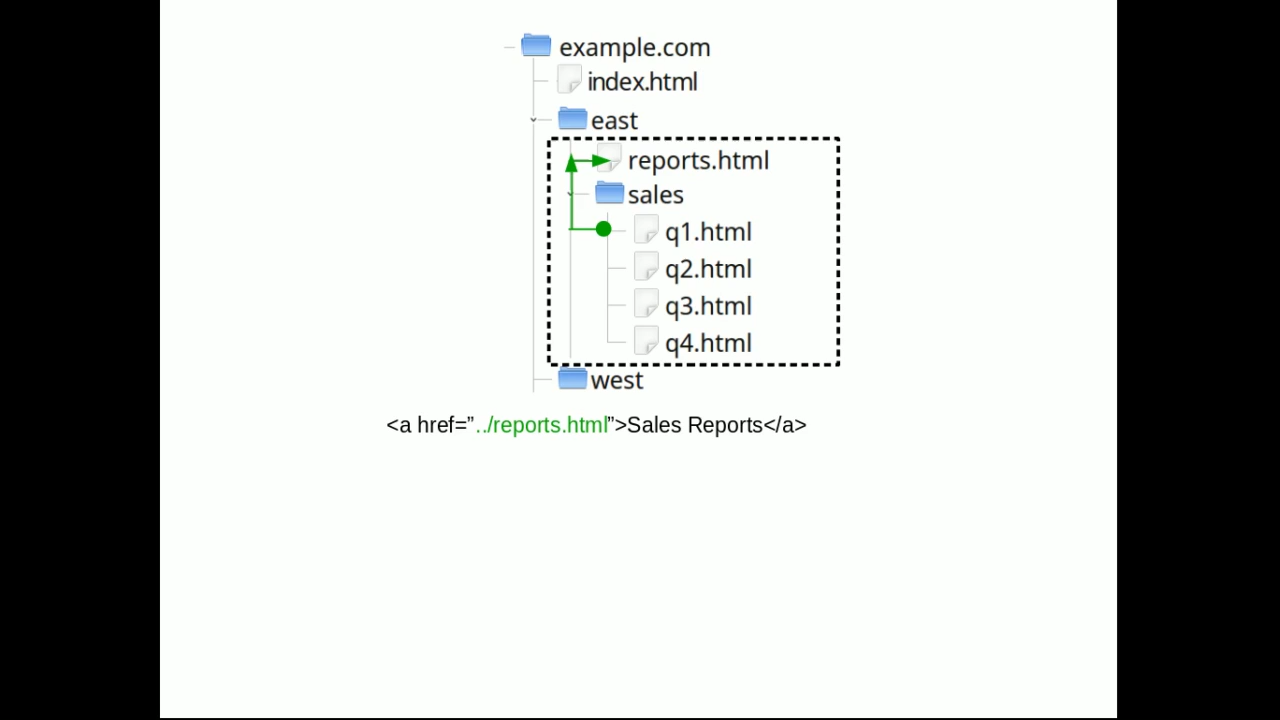 example.com
index.html
east
reports.html
sales
q1.html
q2.html
q3.html
q4.html
west
<a href=”../reports.html”>Sales Reports</a>